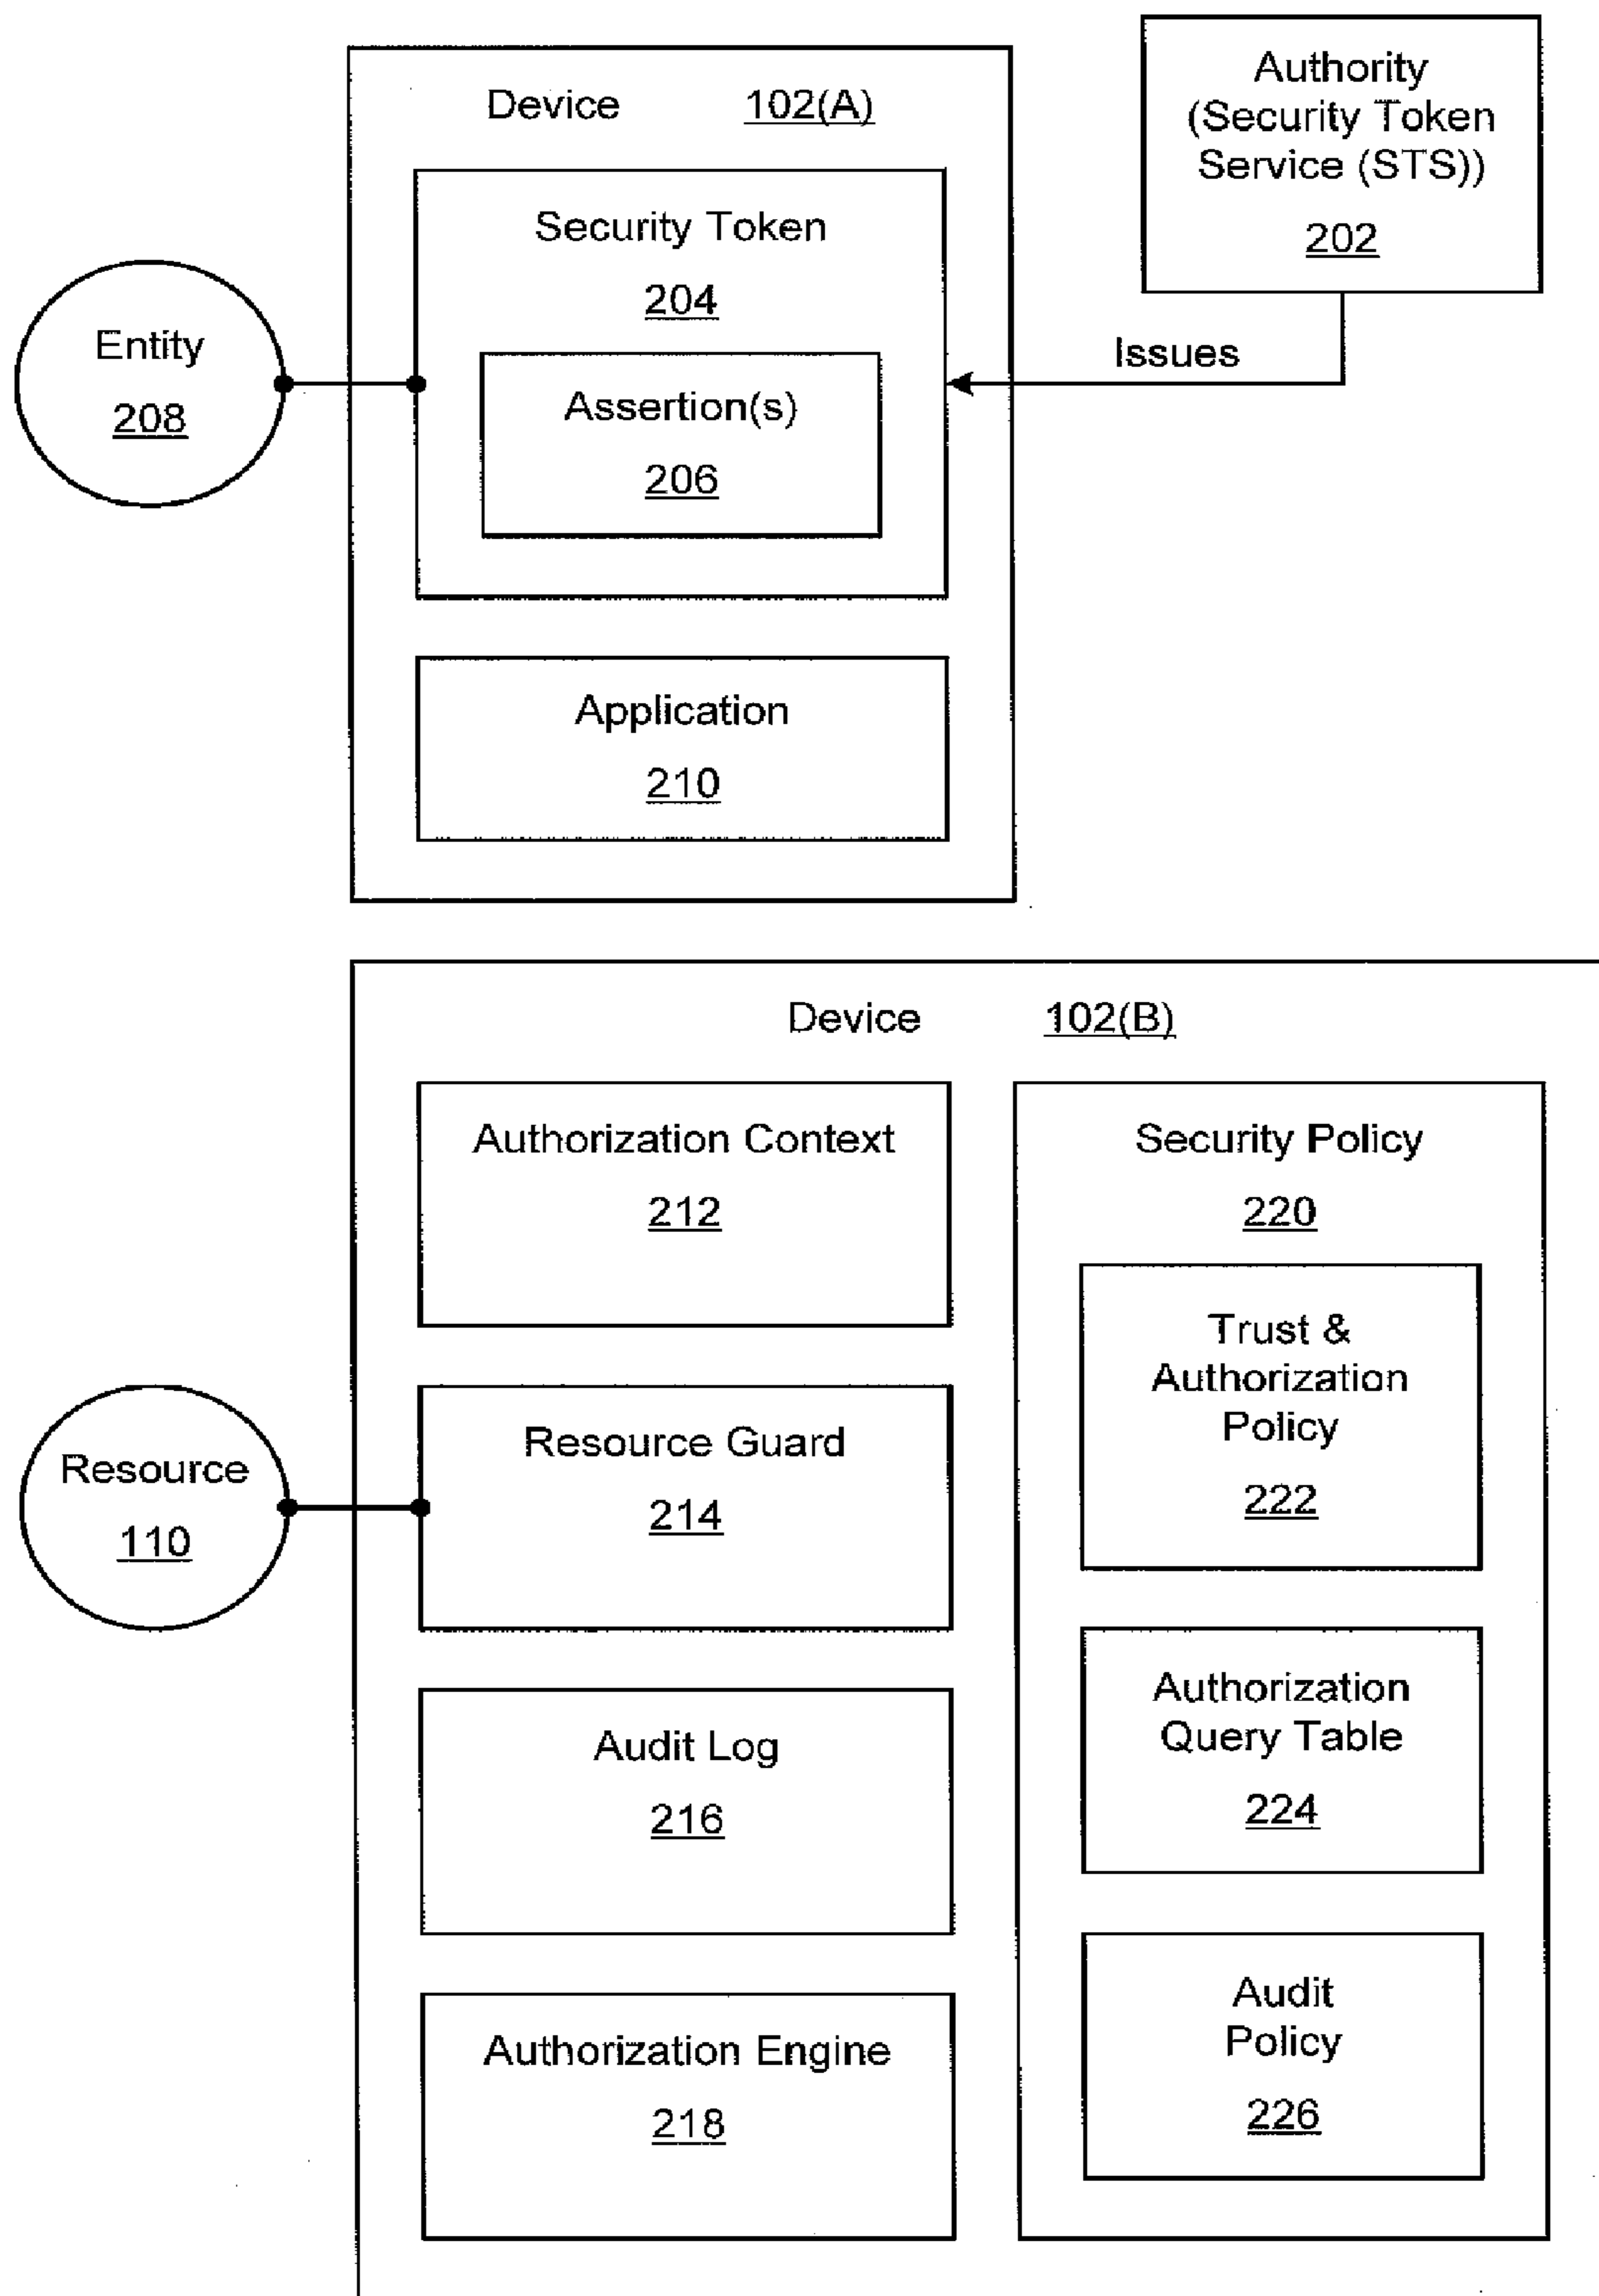 Device 102(A)
Authority
(Security Token
Service (STS))
202
Security Token
204
Entity
208
Issues
Assertion(s)
206
Application
210
Device 102(B)
Authorization Context
212
Resource Guard
214
Resource
110
Audit Log
216
Authorization Engine
218
Security Policy
220
Trust &
Authorization
Policy
222
Authorization
Query Table
224
Audit
Policy
226